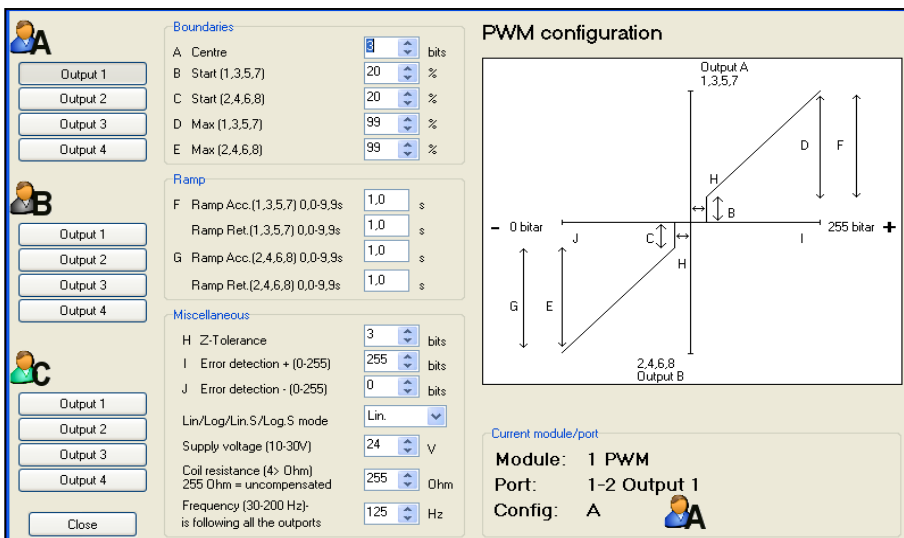 A
Output 1
Output 2
Output 3
Output 4
B
Output 1
Output 2
Output 3
Output 4
C
Output 1
Output 2
Output 3
Output 4
Close
Boundaries
A Centre 3 bits
B Start (1,3,5,7) 20 %
C Start (2,4,6,8) 20 %
D Max (1,3,5,7) 99 %
E Max (2,4,6,8) 99 %
Ramp
F Ramp Acc.(1,3,5,7) 0,0-9,9s 1,0 s
Ramp Ret.(1,3,5,7) 0,0-9,9s 1,0 s
G Ramp Acc.(2,4,6,8) 0,0-9,9s 1,0 s
Ramp Ret.(2,4,6,8) 0,0-9,9s 1,0 s
Miscellaneous
H Z-Tolerance 3 bits
I Error detection + (0-255) 255 bits
J Error detection - (0-255) 0 bits
Lin/Log/Lin.S/Log.S mode Lin.
Supply voltage (10-30V) 24 V
Coil resistance (4> Ohm)
255 Ohm = uncompensated 255 Ohm
Frequency (30-200 Hz)-
is following all the outports 125 Hz
PWM configuration
Output A
1,3,5,7
D F
H
B
- 0 bitar J C I 255 bitar +
H
G E
2,4,6,8
Output B
Current module/port
Module: 1 PWM
Port: 1-2 Output 1
Config: A A